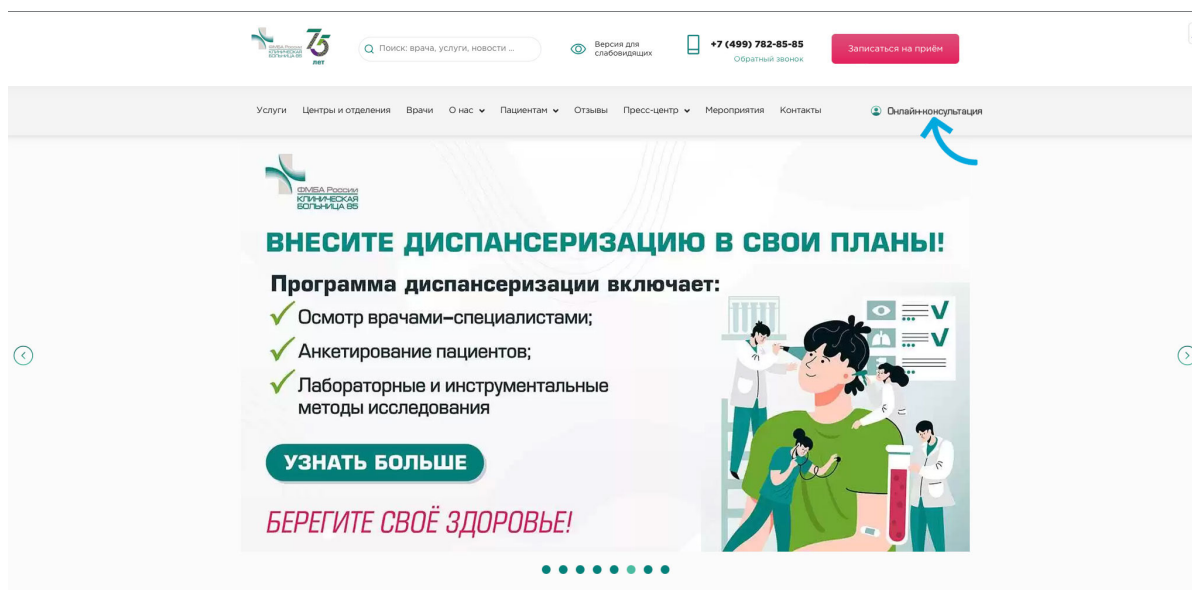 ФМБА России
КЛИНИЧЕСКАЯ
БОЛЬНИЦА 85
75
лет
Поиск: врача, услуги, новости ...
Версия для
слабовидящих
+7 (499) 782-85-85
Обратный звонок
Записаться на приём
Услуги Центры и отделения Врачи О нас Пациентам Отзывы Пресс-центр Мероприятия Контакты Онлайн-консультация
ФМБА России
КЛИНИЧЕСКАЯ
БОЛЬНИЦА 85
ВНЕСИТЕ ДИСПАНСЕРИЗАЦИЮ В СВОИ ПЛАНЫ!
Программа диспансеризации включает:
Осмотр врачами–специалистами;
Анкетирование пациентов;
Лабораторные и инструментальные
методы исследования
УЗНАТЬ БОЛЬШЕ
БЕРЕГИТЕ СВОЁ ЗДОРОВЬЕ!